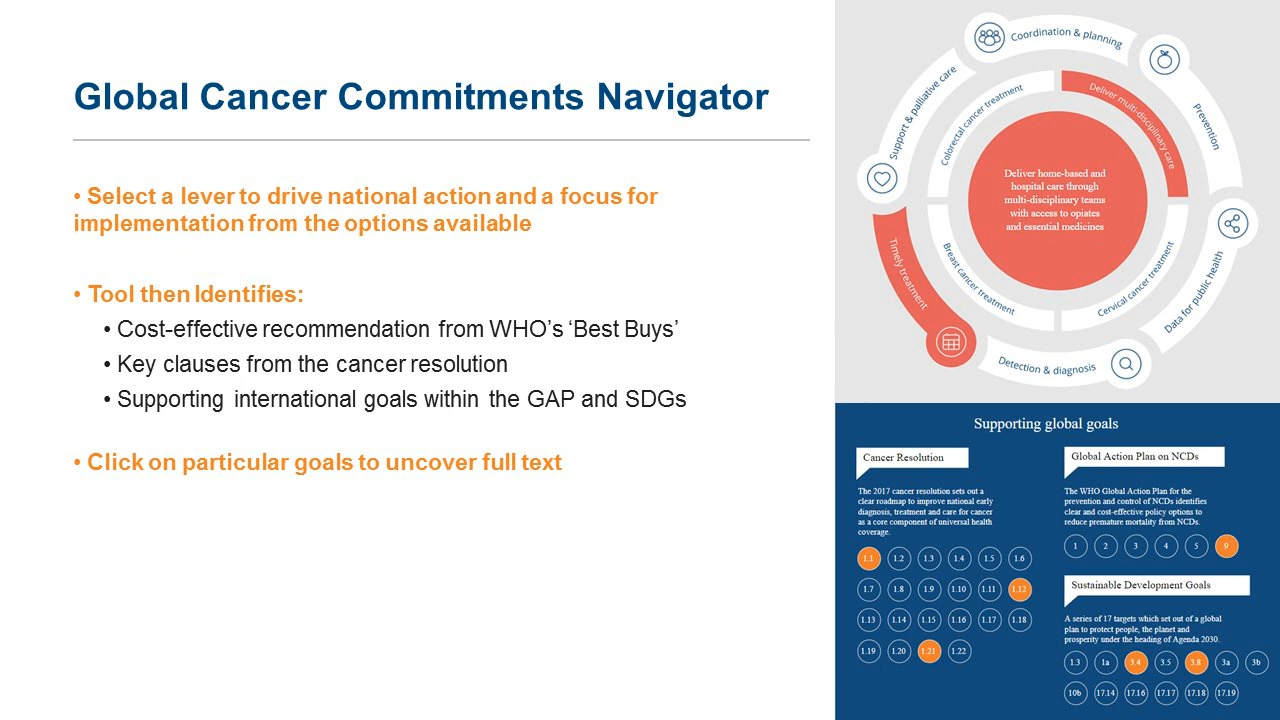 Global Cancer Commitments Navigator
• Select a lever to drive national action and a focus for
implementation from the options available
• Tool then Identifies:
• Cost-effective recommendation from WHO’s ‘Best Buys’
• Key clauses from the cancer resolution
• Supporting international goals within the GAP and SDGs
• Click on particular goals to uncover full text
Coordination & planning
Prevention
Data for public health
Detection & diagnosis
Timely treatment
Support & palliative care
Colorectal cancer treatment
Deliver multi-disciplinary care
Cervical cancer treatment
Breast cancer treatment
Deliver home-based and
hospital care through
multi-disciplinary teams
with access to opiates
and essential medicines
Supporting global goals
Cancer Resolution
The 2017 cancer resolution sets out a
clear roadmap to improve national early
diagnosis, treatment and care for cancer
as a core component of universal health
coverage.
1.1 1.2 1.3 1.4 1.5 1.6
1.7 1.8 1.9 1.10 1.11 1.12
1.13 1.14 1.15 1.16 1.17 1.18
1.19 1.20 1.21 1.22
Global Action Plan on NCDs
The WHO Global Action Plan for the
prevention and control of NCDs identifies
clear and cost-effective policy options to
reduce premature mortality from NCDs.
1 2 3 4 5 9
Sustainable Development Goals
A series of 17 targets which set out of a global
plan to protect people, the planet and
prosperity under the heading of Agenda 2030.
1.3 1a 3.4 3.5 3.8 3a 3b
10b 17.14 17.16 17.17 17.18 17.19